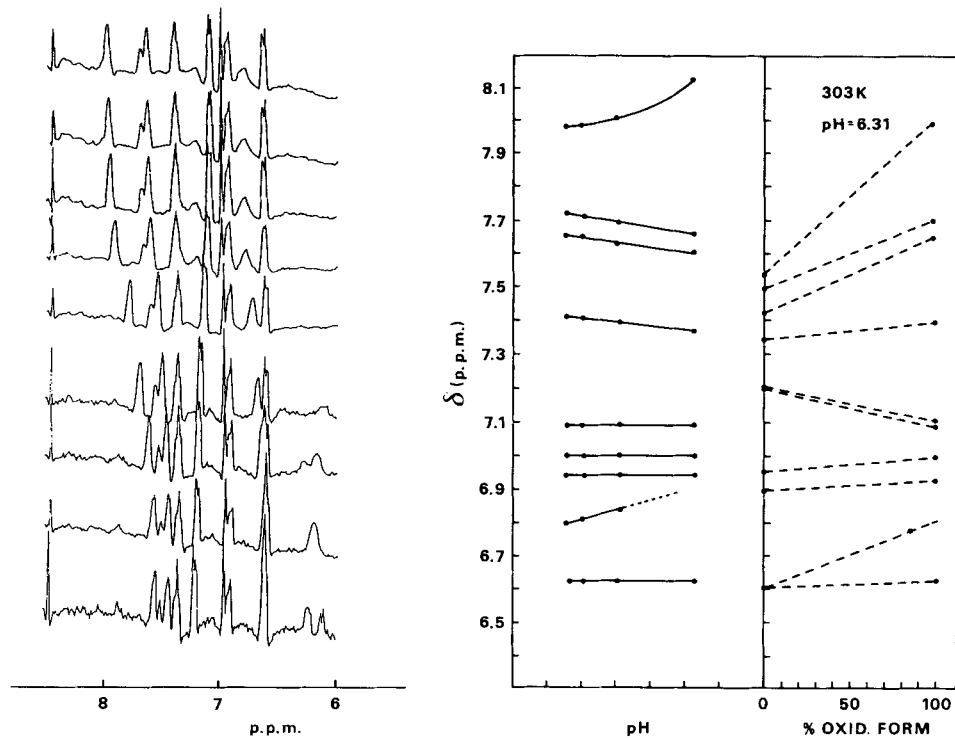 8 7 6
p.p.m.
δ (p.p.m.)
8.1
7.9
7.7
7.5
7.3
7.1
6.9
6.7
6.5
pH
303K
pH=6.31
0 50 100
% OXID. FORM